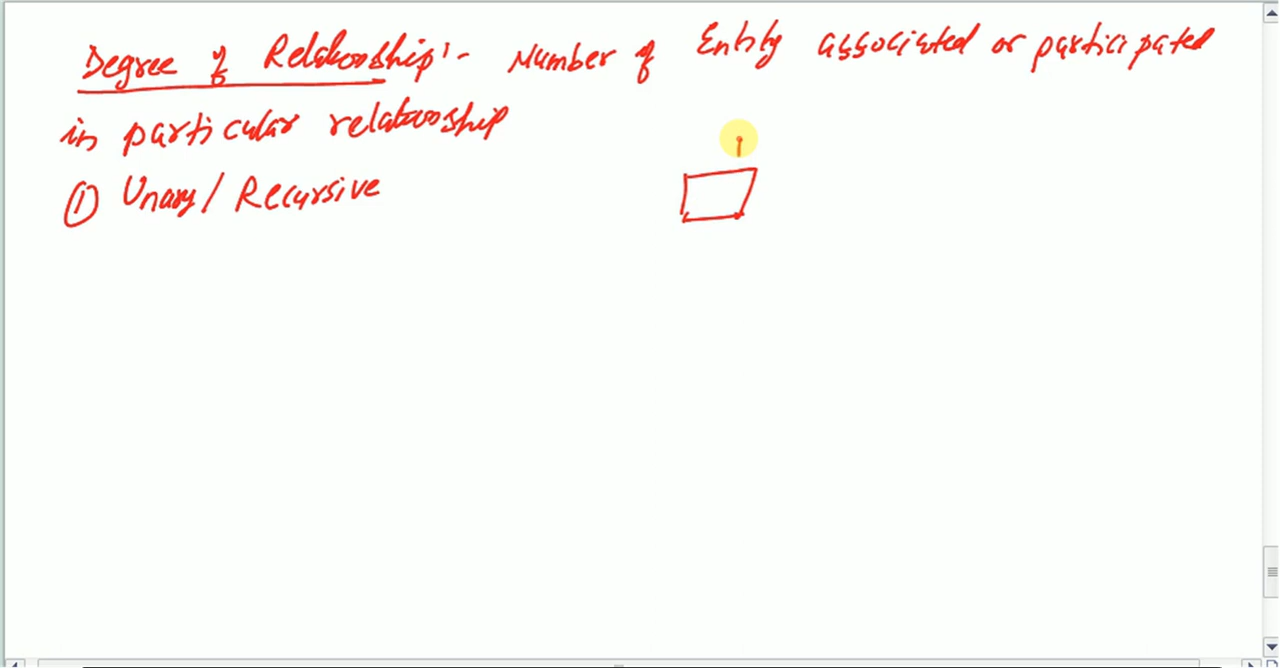 Degree of Relationship :- Number of Entity associated or participated
in particular relationship
① Unary / Recursive